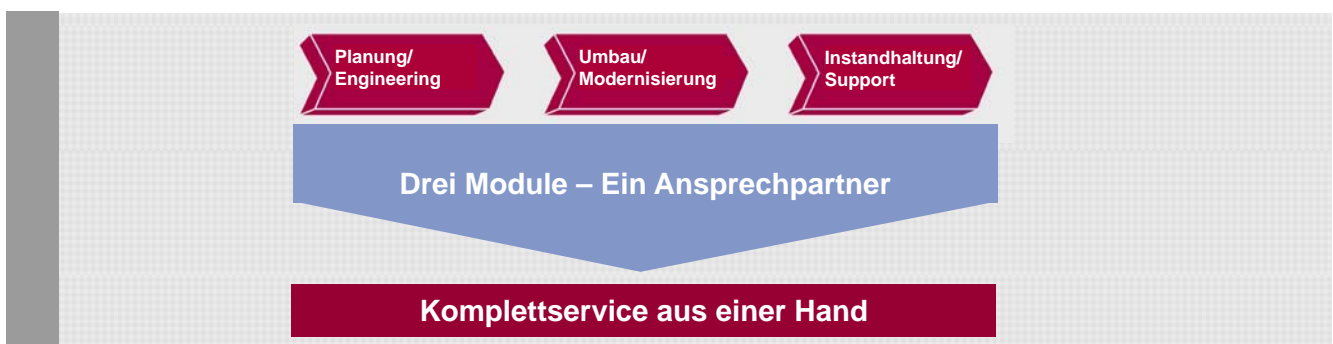 Planung/
Engineering
Umbau/
Modernisierung
Instandhaltung/
Support
Drei Module – Ein Ansprechpartner
Komplettservice aus einer Hand